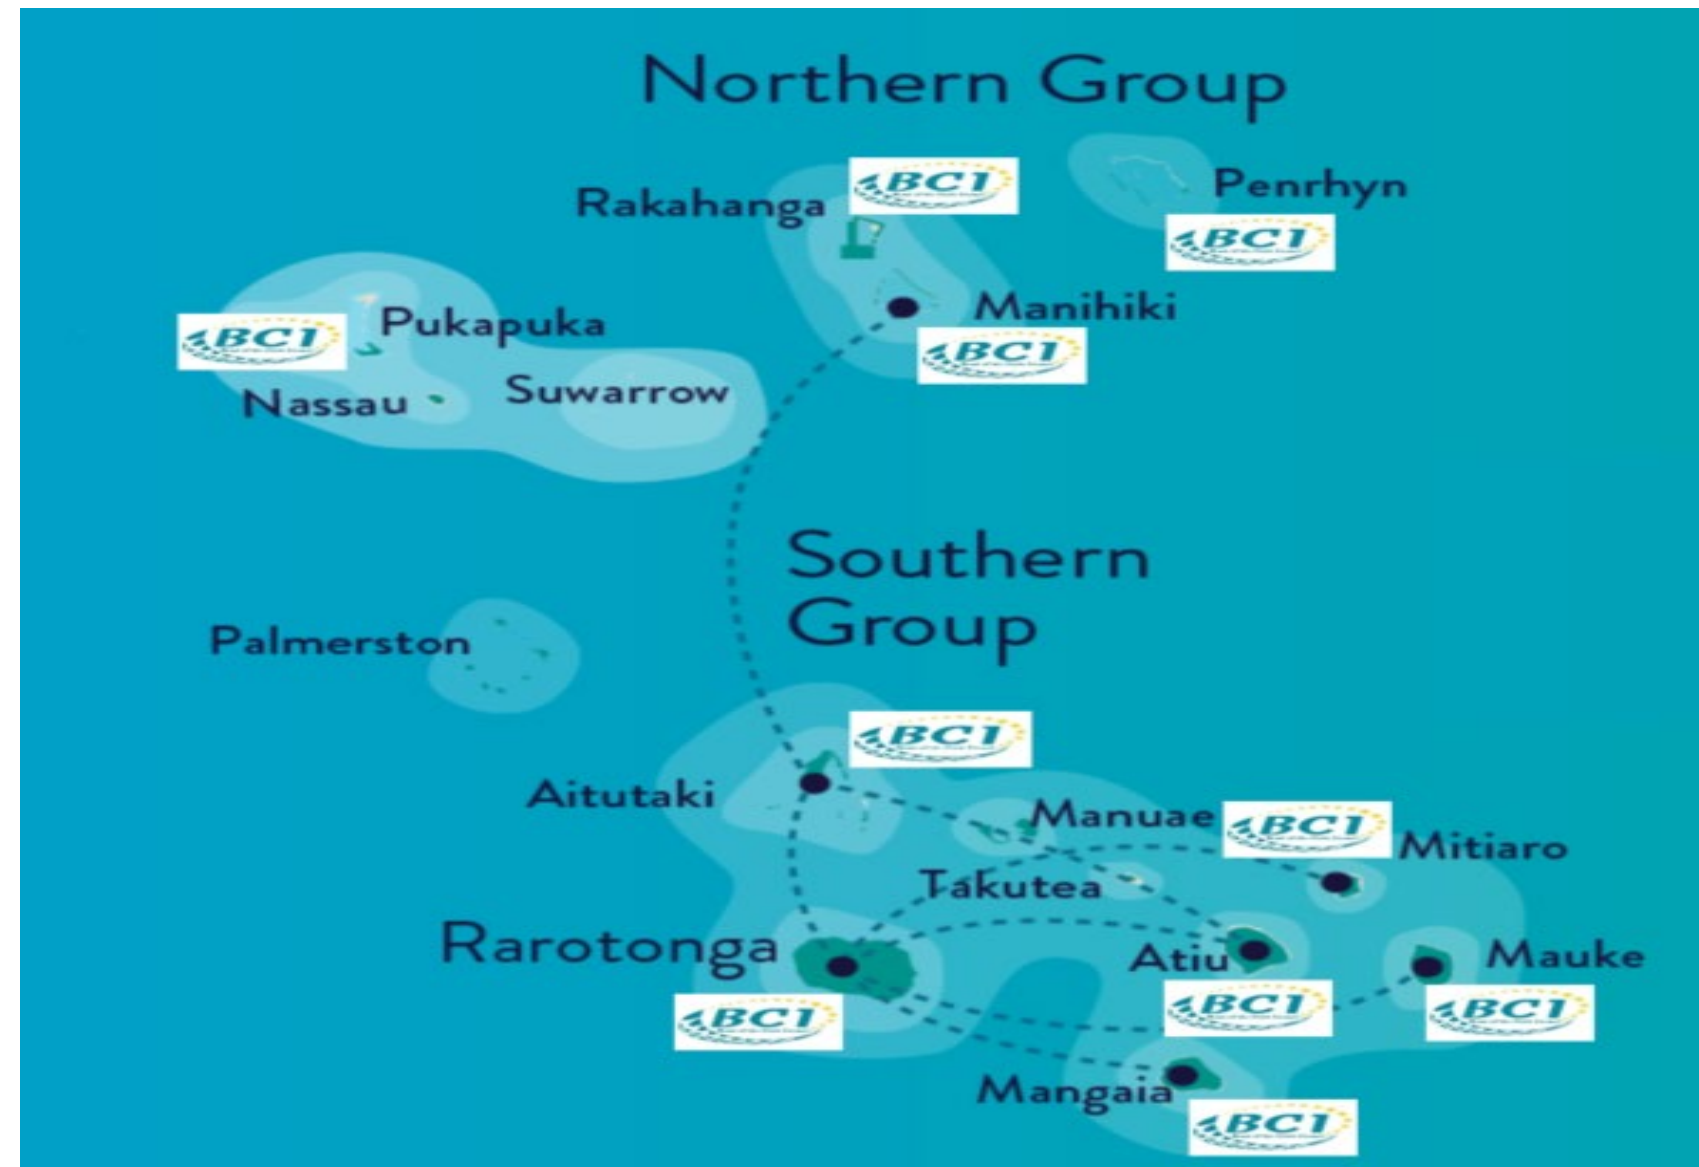 Northern Group
BCI
Rakahanga
Penrhyn
BCI
Manihiki
BCI
Pukapuka
BCI
Nassau
Suwarrow
Southern
Group
Palmerston
BCI
Aitutaki
Manuae
BCI
Mitiaro
Takutea
Rarotonga
BCI
Atiu
BCI
Mauke
BCI
Mangaia
BCI